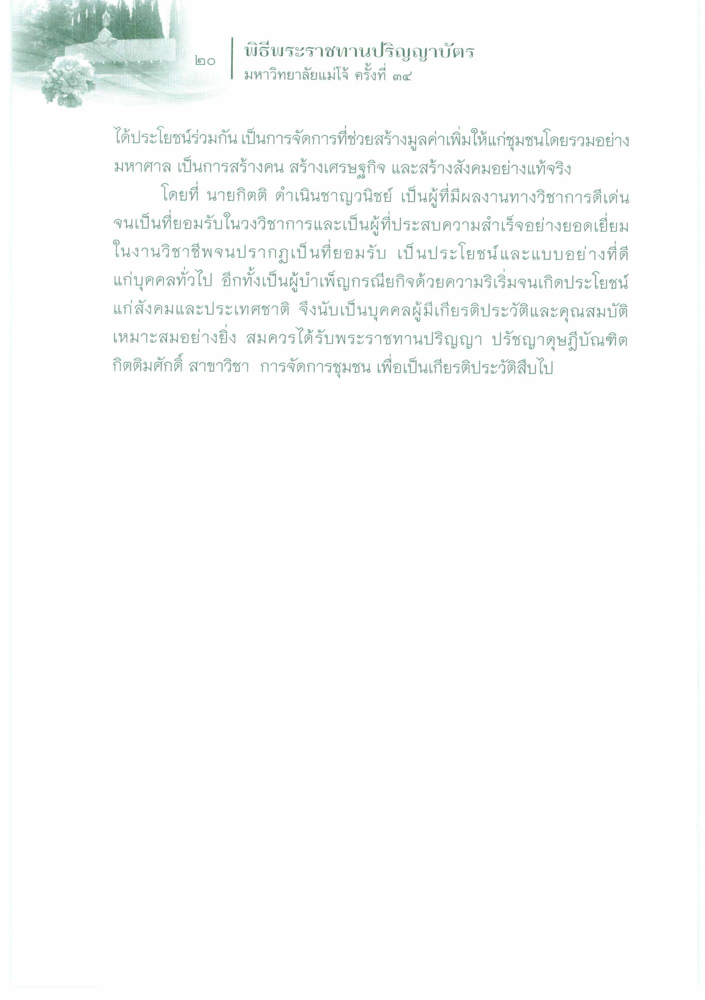 ๒๐
พิธีพระราชทานปริญญาบัตร
มหาวิทยาลัยแม่โจ้ ครั้งที่ ๓๔
ได้ประโยชน์ร่วมกัน เป็นการจัดการที่ช่วยสร้างมูลค่าเพิ่มให้แก่ชุมชนโดยรวมอย่าง
มหาศาล เป็นการสร้างคน สร้างเศรษฐกิจ และสร้างสังคมอย่างแท้จริง
โดยที่ นายกิตติ ดำเนินชาญวนิชย์ เป็นผู้ที่มีผลงานทางวิชาการดีเด่น
จนเป็นที่ยอมรับในวงวิชาการและเป็นผู้ที่ประสบความสำเร็จอย่างยอดเยี่ยม
ในงานวิชาชีพจนปรากฏเป็นที่ยอมรับ เป็นประโยชน์และแบบอย่างที่ดี
แก่บุคคลทั่วไป อีกทั้งเป็นผู้บำเพ็ญกรณียกิจด้วยความริเริ่มจนเกิดประโยชน์
แก่สังคมและประเทศชาติ จึงนับเป็นบุคคลผู้มีเกียรติประวัติและคุณสมบัติ
เหมาะสมอย่างยิ่ง สมควรได้รับพระราชทานปริญญา ปรัชญาดุษฎีบัณฑิต
กิตติมศักดิ์ สาขาวิชา การจัดการชุมชน เพื่อเป็นเกียรติประวัติสืบไป